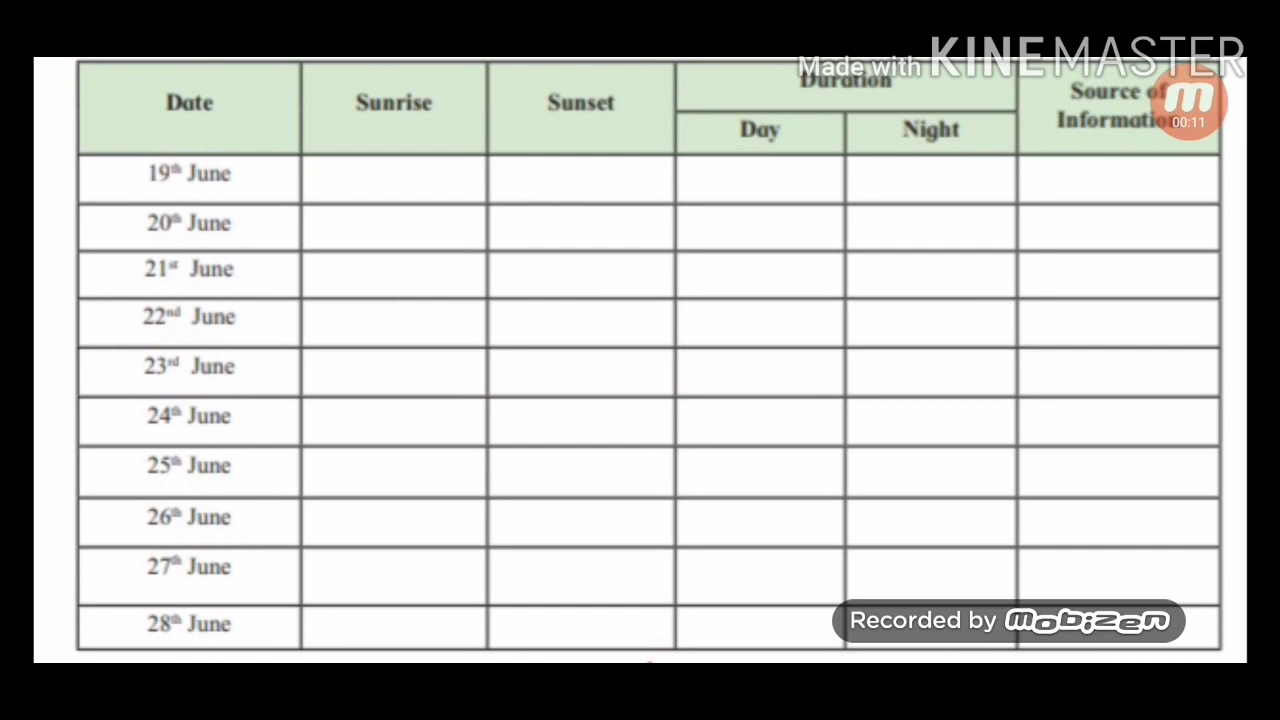 Made with KINEMASTER
Date Sunrise Sunset Duration Source of Information
Day Night
00:11
19th June
20th June
21st June
22nd June
23rd June
24th June
25th June
26th June
27th June
28th June
Recorded by mobizen